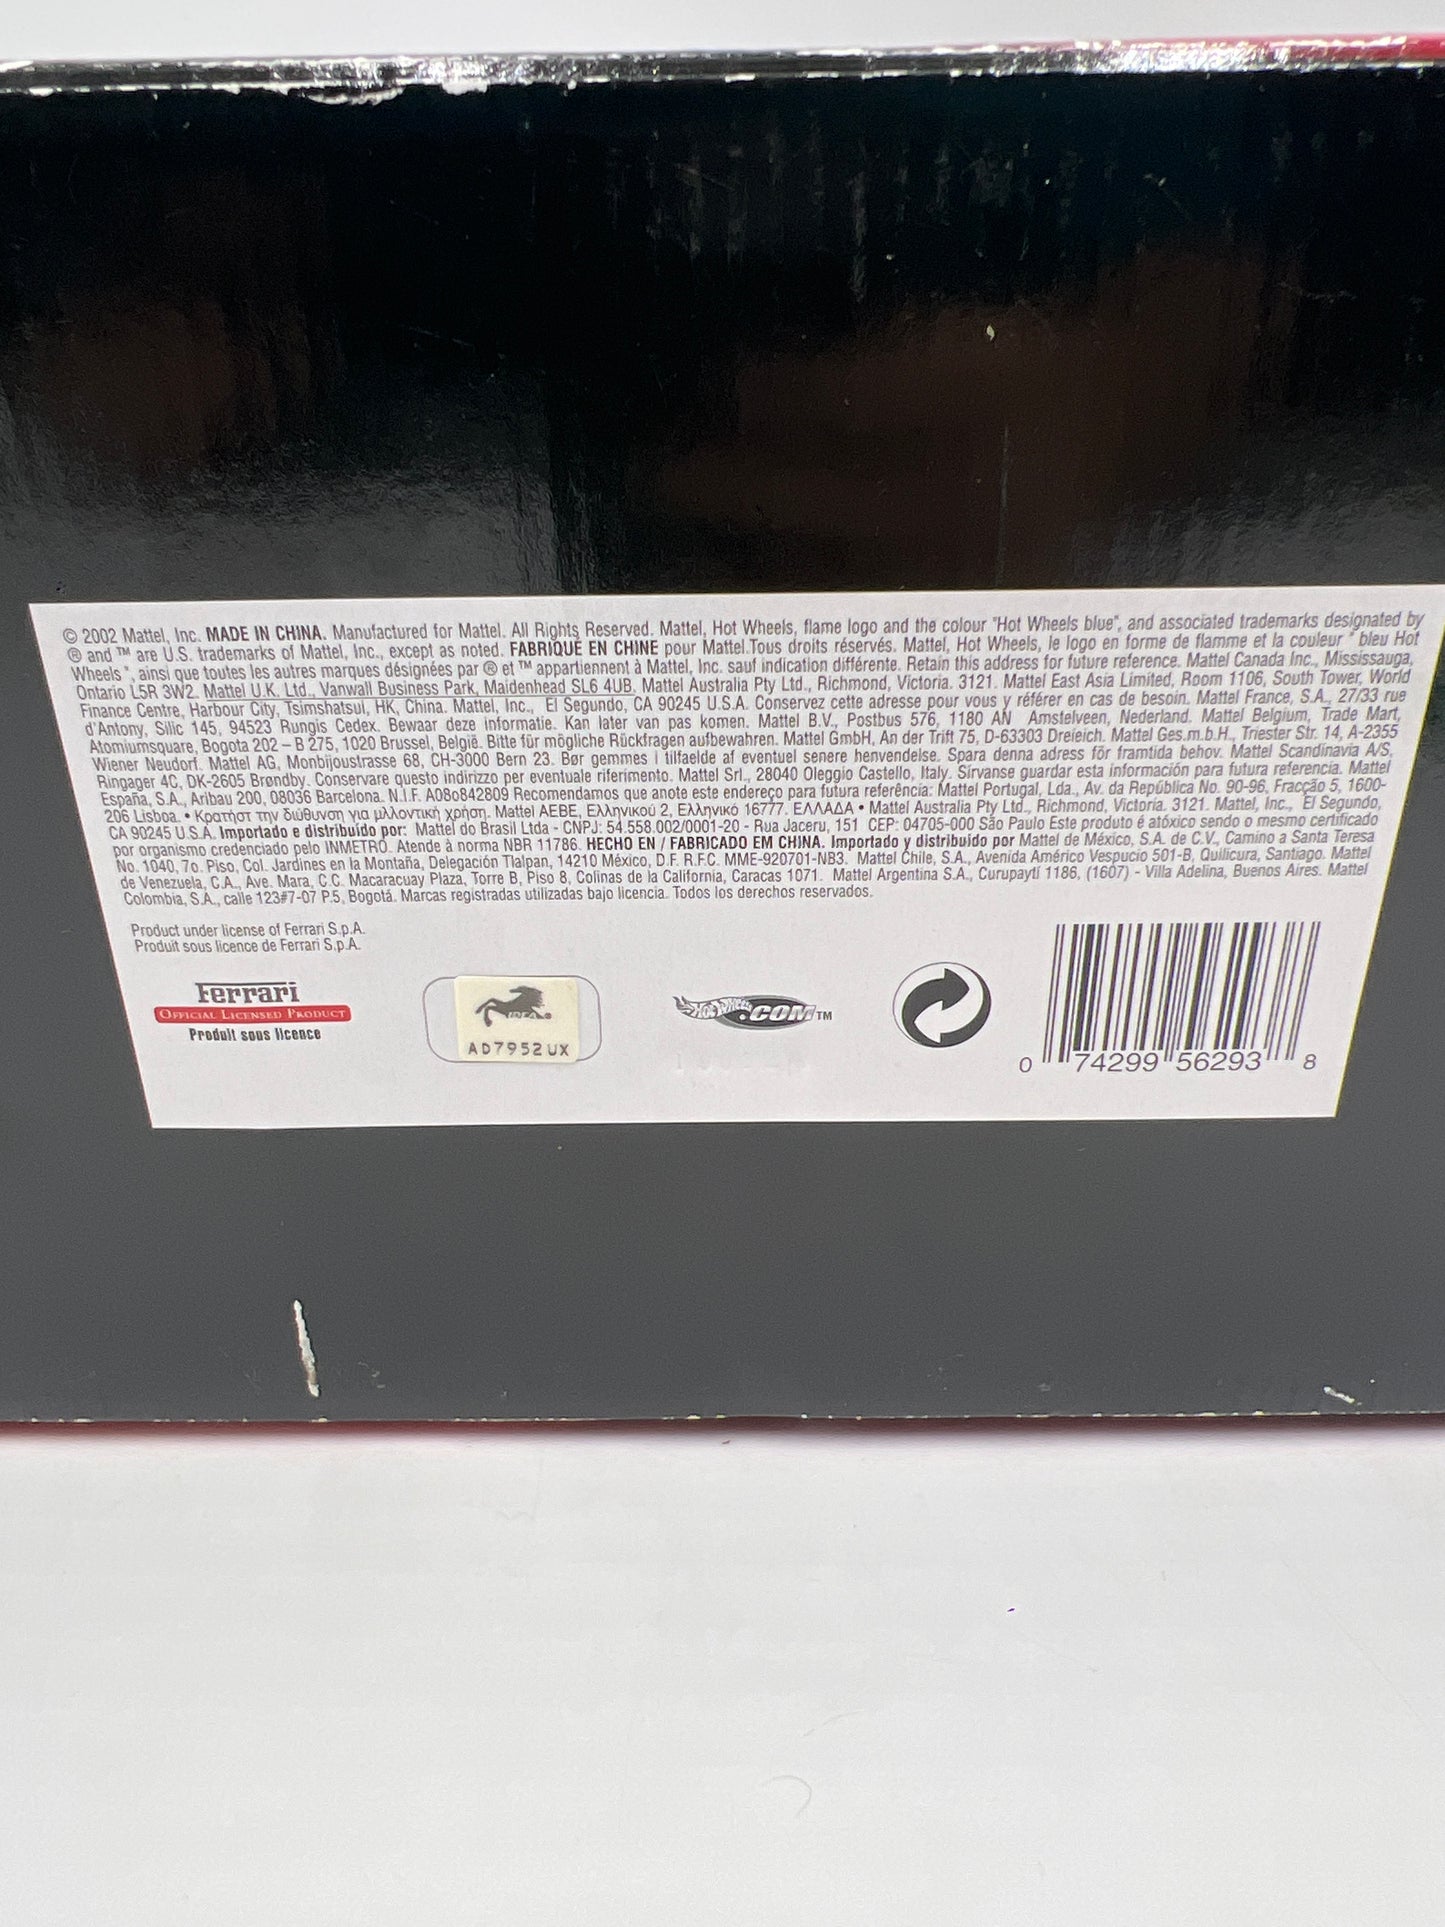 © 2002 Mattel, Inc. MADE IN CHINA. Manufactured for Mattel. All Rights Reserved. Mattel, Hot Wheels, flame logo and the colour "Hot Wheels blue", and associated trademarks designated by
® and ™ are U.S. trademarks of Mattel, Inc., except as noted. FABRIQUÉ EN CHINE pour Mattel.Tous droits réservés. Mattel, Hot Wheels, le logo en forme de flamme et la couleur " bleu Hot
Wheels ", ainsi que toutes les autres marques désignées par ® et ™ appartiennent à Mattel, Inc. sauf indication différente. Retain this address for future reference. Mattel Canada Inc., Mississauga,
Ontario L5R 3W2. Mattel U.K. Ltd., Vanwall Business Park, Maidenhead SL6 4UB. Mattel Australia Pty Ltd., Richmond, Victoria. 3121. Mattel East Asia Limited, Room 1106, South Tower, World
Finance Centre, Harbour City, Tsimshatsui, HK, China. Mattel, Inc., El Segundo, CA 90245 U.S.A. Conservez cette adresse pour vous y référer en cas de besoin. Mattel France, S.A., 27/33 rue
d'Antony, Silic 145, 94523 Rungis Cedex. Bewaar deze informatie. Kan later van pas komen. Mattel B.V., Postbus 576, 1180 AN Amstelveen, Nederland. Mattel Belgium, Trade Mart,
Atomiumsquare, Bogota 202 – B 275, 1020 Brussel, België. Bitte für mögliche Rückfragen aufbewahren. Mattel GmbH, An der Trift 75, D-63303 Dreieich. Mattel Ges.m.b.H., Triester Str. 14, A-2355
Wiener Neudorf. Mattel AG, Monbijoustrasse 68, CH-3000 Bern 23. Bør gemmes i tilfaelde af eventuel senere henvendelse. Spara denna adress för framtida behov. Mattel Scandinavia A/S,
Ringager 4C, DK-2605 Brøndby. Conservare questo indirizzo per eventuale riferimento. Mattel Srl., 28040 Oleggio Castello, Italy. Sírvanse guardar esta información para futura referencia. Mattel
España, S.A., Aribau 200, 08036 Barcelona. N.I.F. A08o842809 Recomendamos que anote este endereço para futura referência: Mattel Portugal, Lda., Av. da República No. 90-96, Fracção 5, 1600-
206 Lisboa. • Κρατήστ την διύθυνση για μλλοντική χρήση. Mattel AEBE, Ελληνικού 2, Ελληνικό 16777. ΕΛΛΑΔΑ • Mattel Australia Pty Ltd., Richmond, Victoria. 3121. Mattel, Inc., El Segundo,
CA 90245 U.S.A. Importado e distribuído por: Mattel do Brasil Ltda - CNPJ: 54.558.002/0001-20 - Rua Jaceru, 151 CEP: 04705-000 São Paulo Este produto é atóxico sendo o mesmo certificado
por organismo credenciado pelo INMETRO. Atende à norma NBR 11786. HECHO EN / FABRICADO EM CHINA. Importado y distribuido por Mattel de México, S.A. de C.V., Camino a Santa Teresa
No. 1040, 7o. Piso, Col. Jardines en la Montaña, Delegación Tlalpan, 14210 México, D.F. R.F.C. MME-920701-NB3. Mattel Chile, S.A., Avenida Américo Vespucio 501-B, Quilicura, Santiago. Mattel
de Venezuela, C.A., Ave. Mara, C.C. Macaracuay Plaza, Torre B, Piso 8, Colinas de la California, Caracas 1071. Mattel Argentina S.A., Curupaytí 1186, (1607) - Villa Adelina, Buenos Aires. Mattel
Colombia, S.A., calle 123#7-07 P.5, Bogotá. Marcas registradas utilizadas bajo licencia. Todos los derechos reservados.
Product under license of Ferrari S.p.A.
Produit sous licence de Ferrari S.p.A.
Ferrari
OFFICIAL LICENSED PRODUCT
Produit sous licence
IDEA®
AD7952UX
Hot Wheels .COM™
0 74299 56293 8